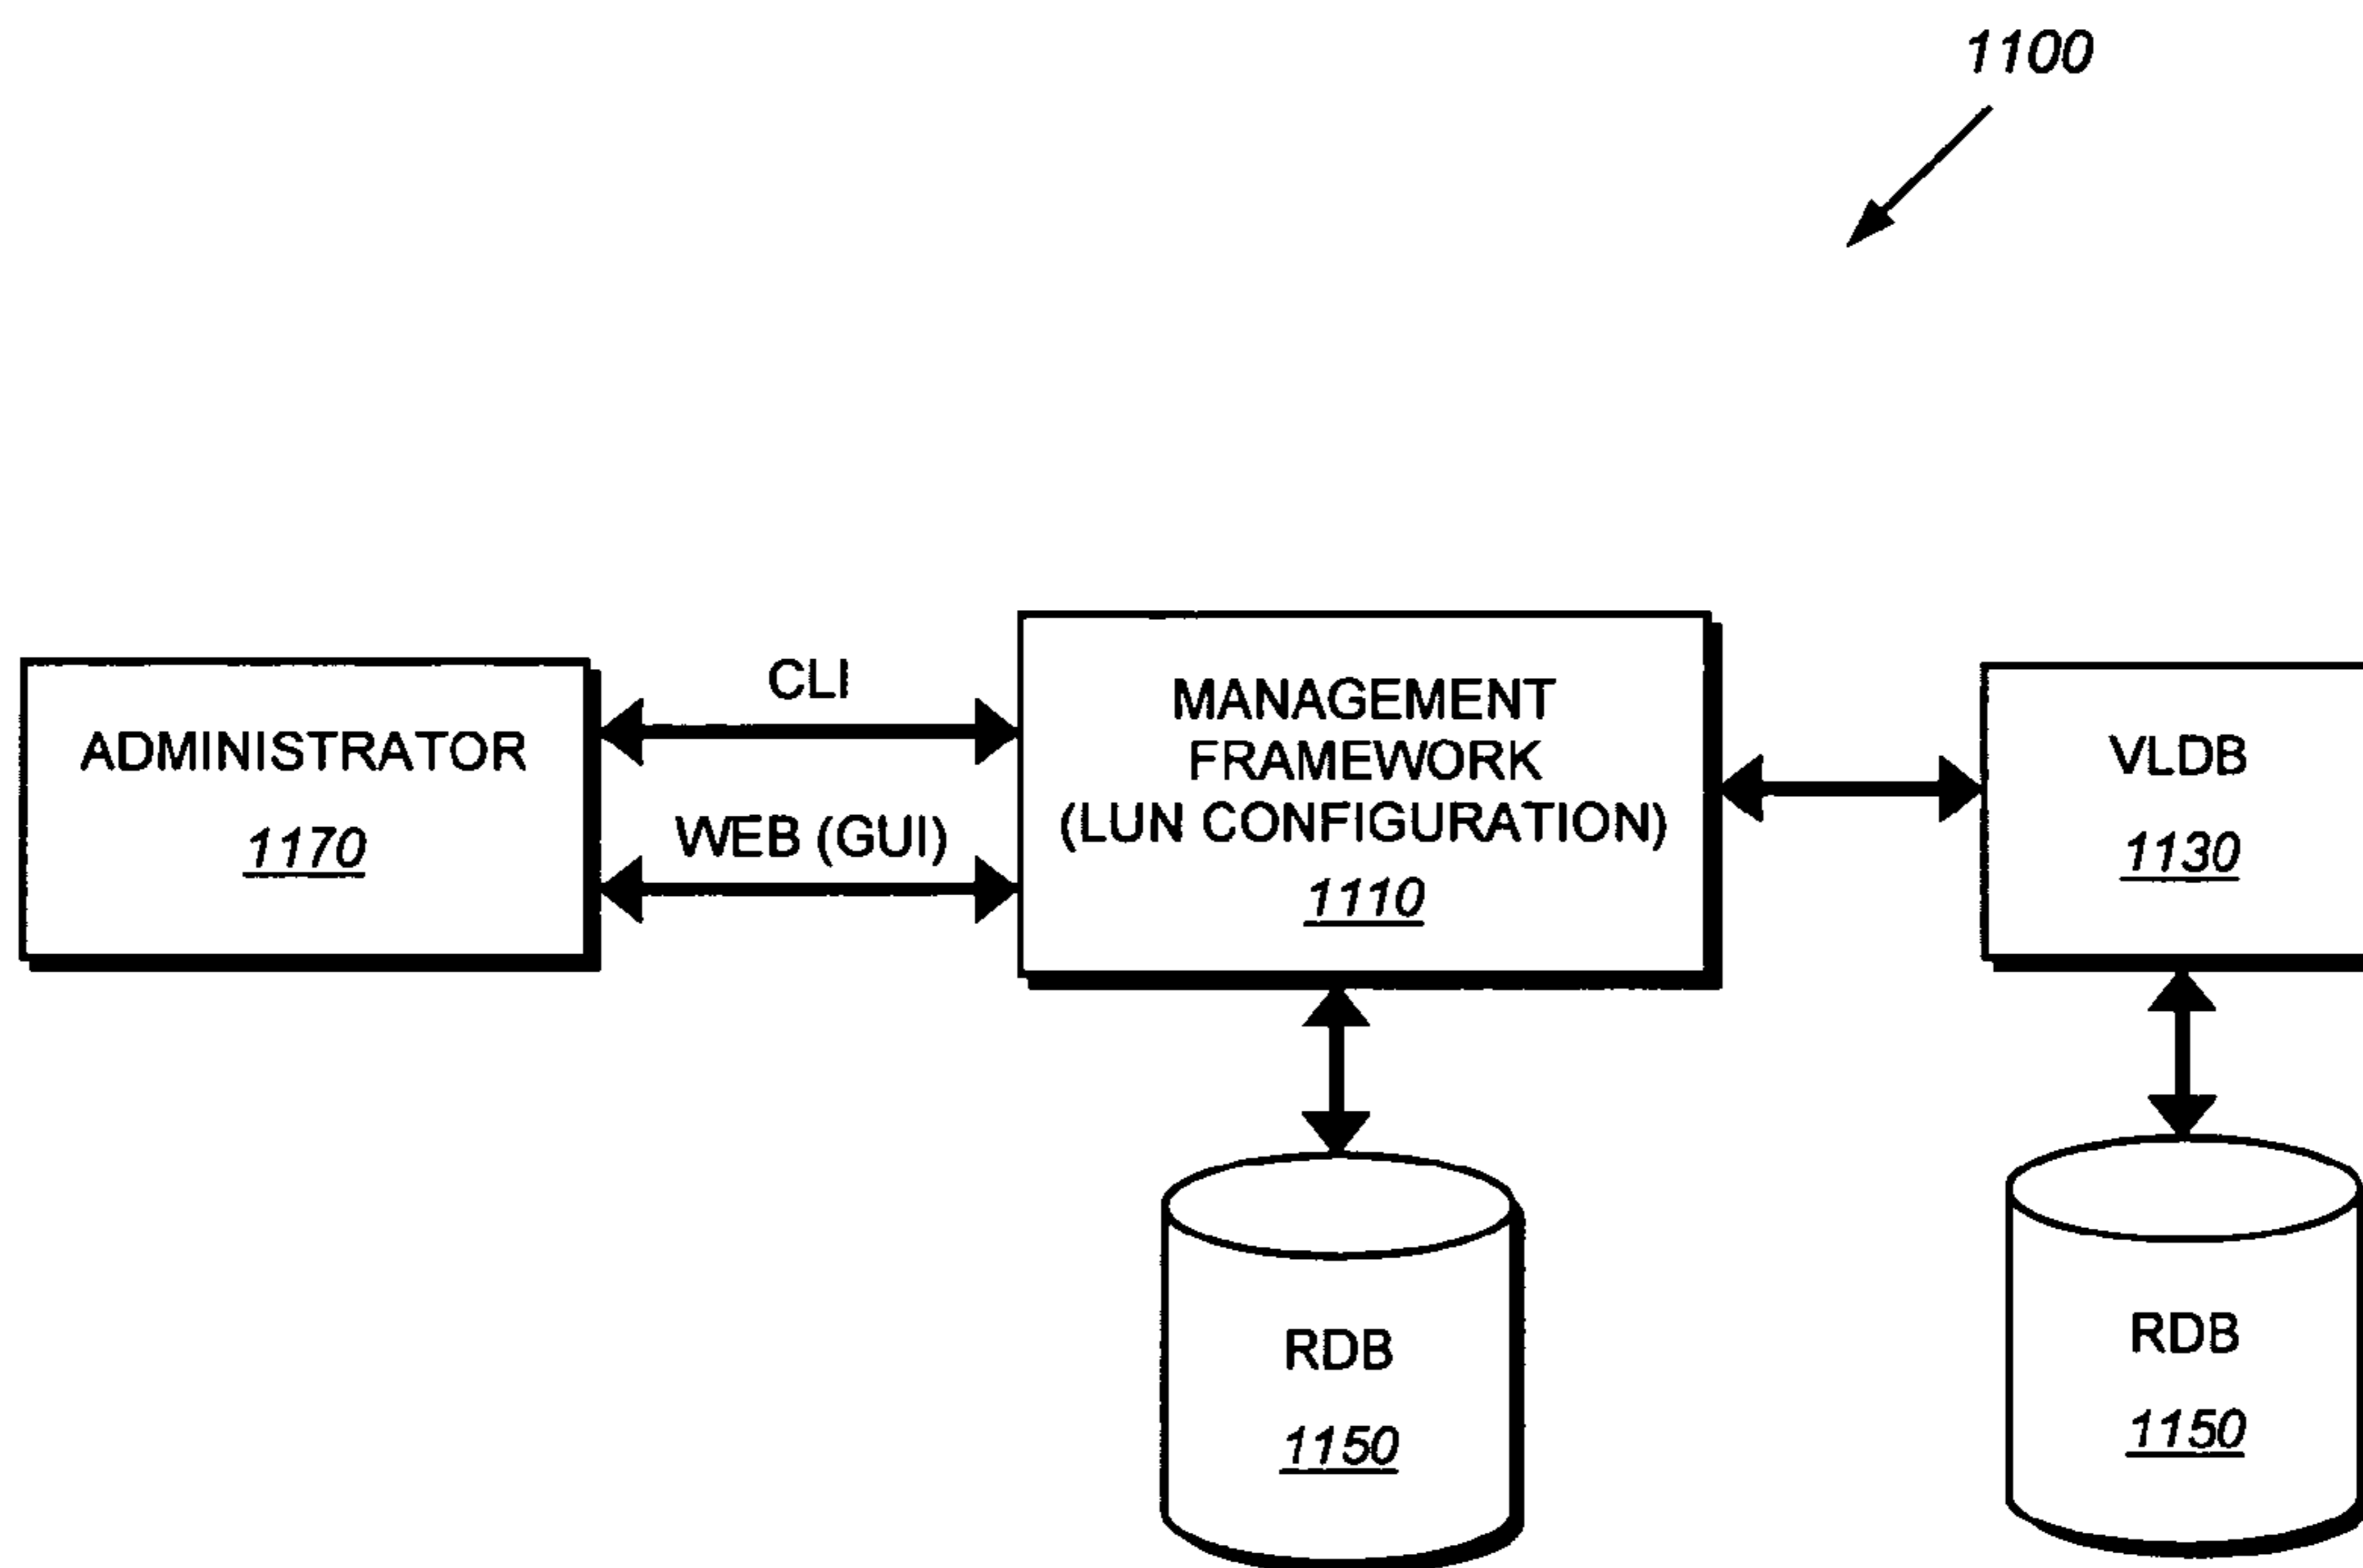 1100
ADMINISTRATOR
1170
CLI
WEB (GUI)
MANAGEMENT
FRAMEWORK
(LUN CONFIGURATION)
1110
VLDB
1130
RDB
1150
RDB
1150